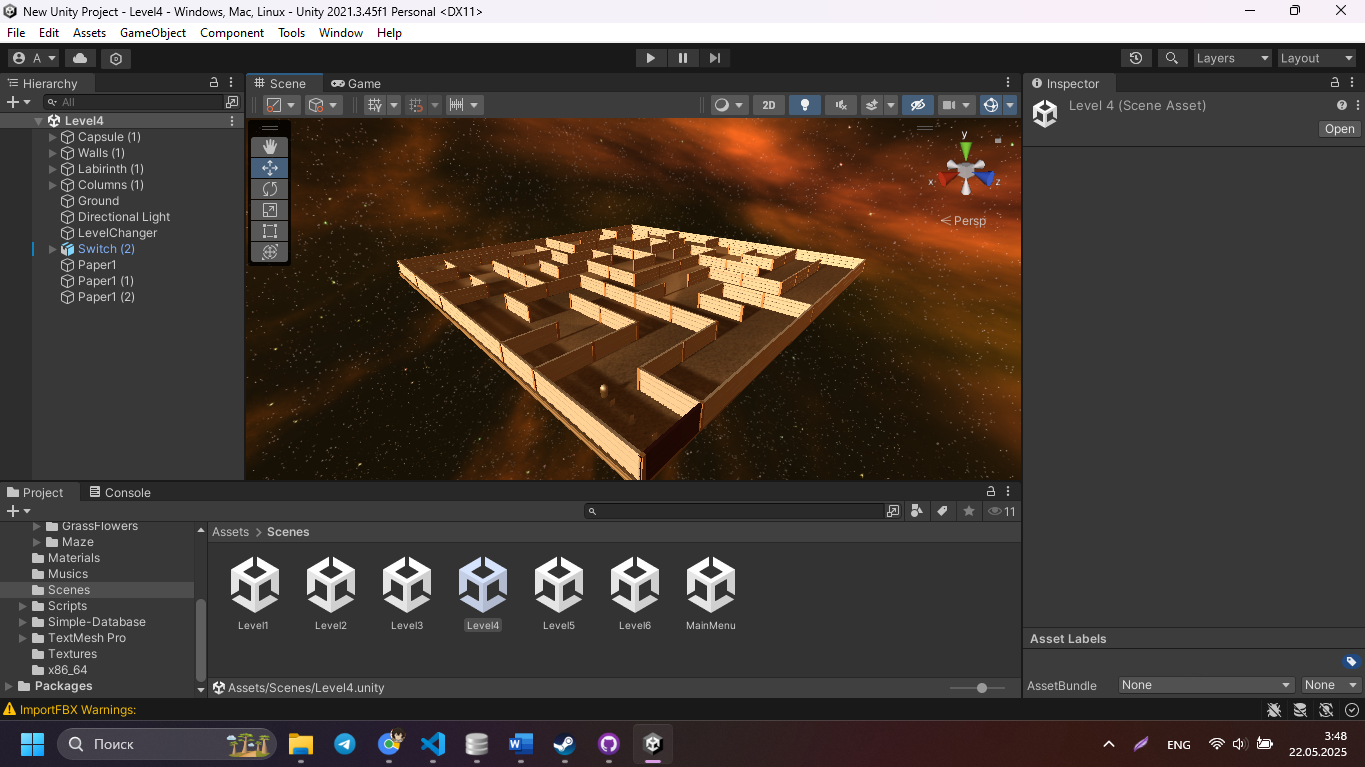 New Unity Project - Level4 - Windows, Mac, Linux - Unity 2021.3.45f1 Personal <DX11>
File Edit Assets GameObject Component Tools Window Help
A
Layers
Layout
Hierarchy
All
Level4
Capsule (1)
Walls (1)
Labirinth (1)
Columns (1)
Ground
Directional Light
LevelChanger
Switch (2)
Paper1
Paper1 (1)
Paper1 (2)
Scene
Game
2D
y
x
z
Persp
Inspector
Level 4 (Scene Asset)
Open
Asset Labels
AssetBundle
None
None
Project
Console
11
GrassFlowers
Maze
Materials
Musics
Scenes
Scripts
Simple-Database
TextMesh Pro
Textures
x86_64
Packages
Assets > Scenes
Level1
Level2
Level3
Level4
Level5
Level6
MainMenu
Assets/Scenes/Level4.unity
ImportFBX Warnings:
Поиск
ENG
3:48
22.05.2025